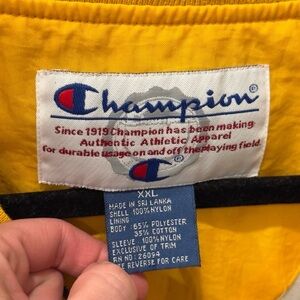 Champion
Since 1919 Champion has been making
Authentic Athletic Apparel
for durable usage on and off the playing field.
XXL
MADE IN SRI LANKA
SHELL 100% NYLON
LINING
BODY: 65% POLYESTER
35% COTTON
SLEEVE 100% NYLON
EXCLUSIVE OF TRIM
RN: 26094
SEE REVERSE FOR CARE